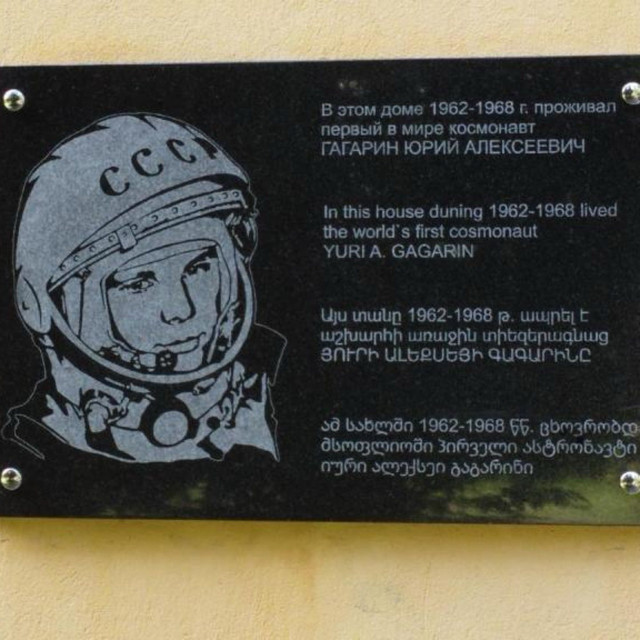 СССР
В этом доме 1962-1968 г. проживал
первый в мире космонавт
ГАГАРИН ЮРИЙ АЛЕКСЕЕВИЧ
In this house duning 1962-1968 lived
the world`s first cosmonaut
YURI A. GAGARIN
Այս տանը 1962-1968 թ. ապրել է
աշխարհի առաջին տիեզերագնաց
ՅՈՒՐԻ ԱԼԵՔՍԵՅԻ ԳԱԳԱՐԻՆԸ
ამ სახლში 1962-1968 წწ. ცხოვრობდ
მსოფლიოში პირველი ასტრონავტი
იური ალექსეი გაგარინი